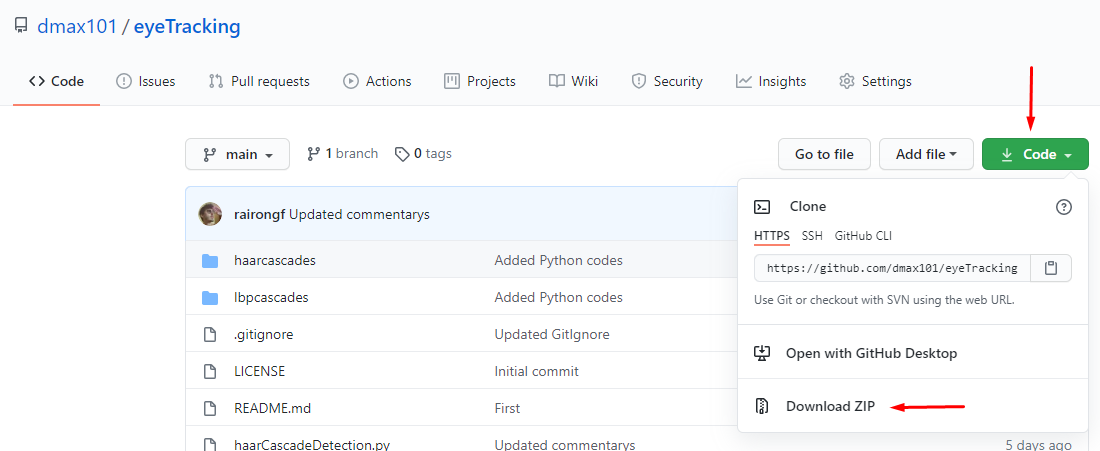 dmax101 / eyeTracking
Code Issues Pull requests Actions Projects Wiki Security Insights Settings
main 1 branch 0 tags Go to file Add file Code
rairongf Updated commentarys
haarcascades Added Python codes
lbpcascades Added Python codes
.gitignore Updated GitIgnore
LICENSE Initial commit
README.md First
haarCascadeDetection.py Updated commentarys 5 days ago
Clone
HTTPS SSH GitHub CLI
https://github.com/dmax101/eyeTracking
Use Git or checkout with SVN using the web URL.
Open with GitHub Desktop
Download ZIP